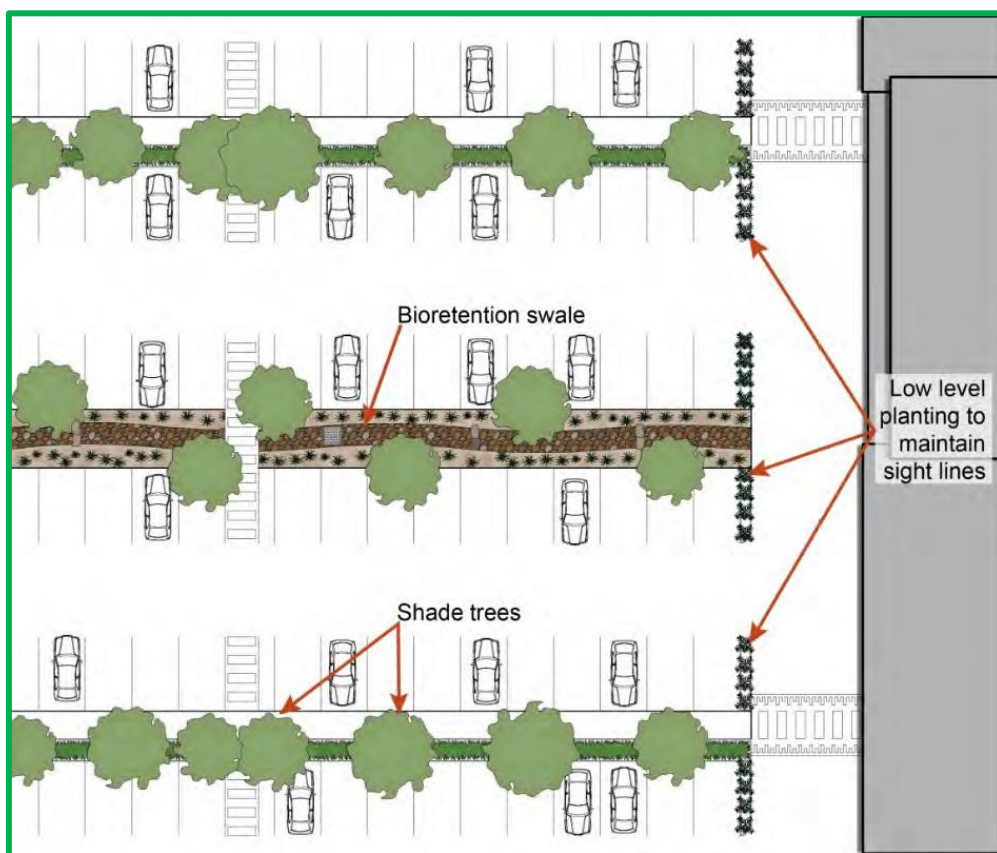 Bioretention swale
Low level
planting to
maintain
sight lines
Shade trees